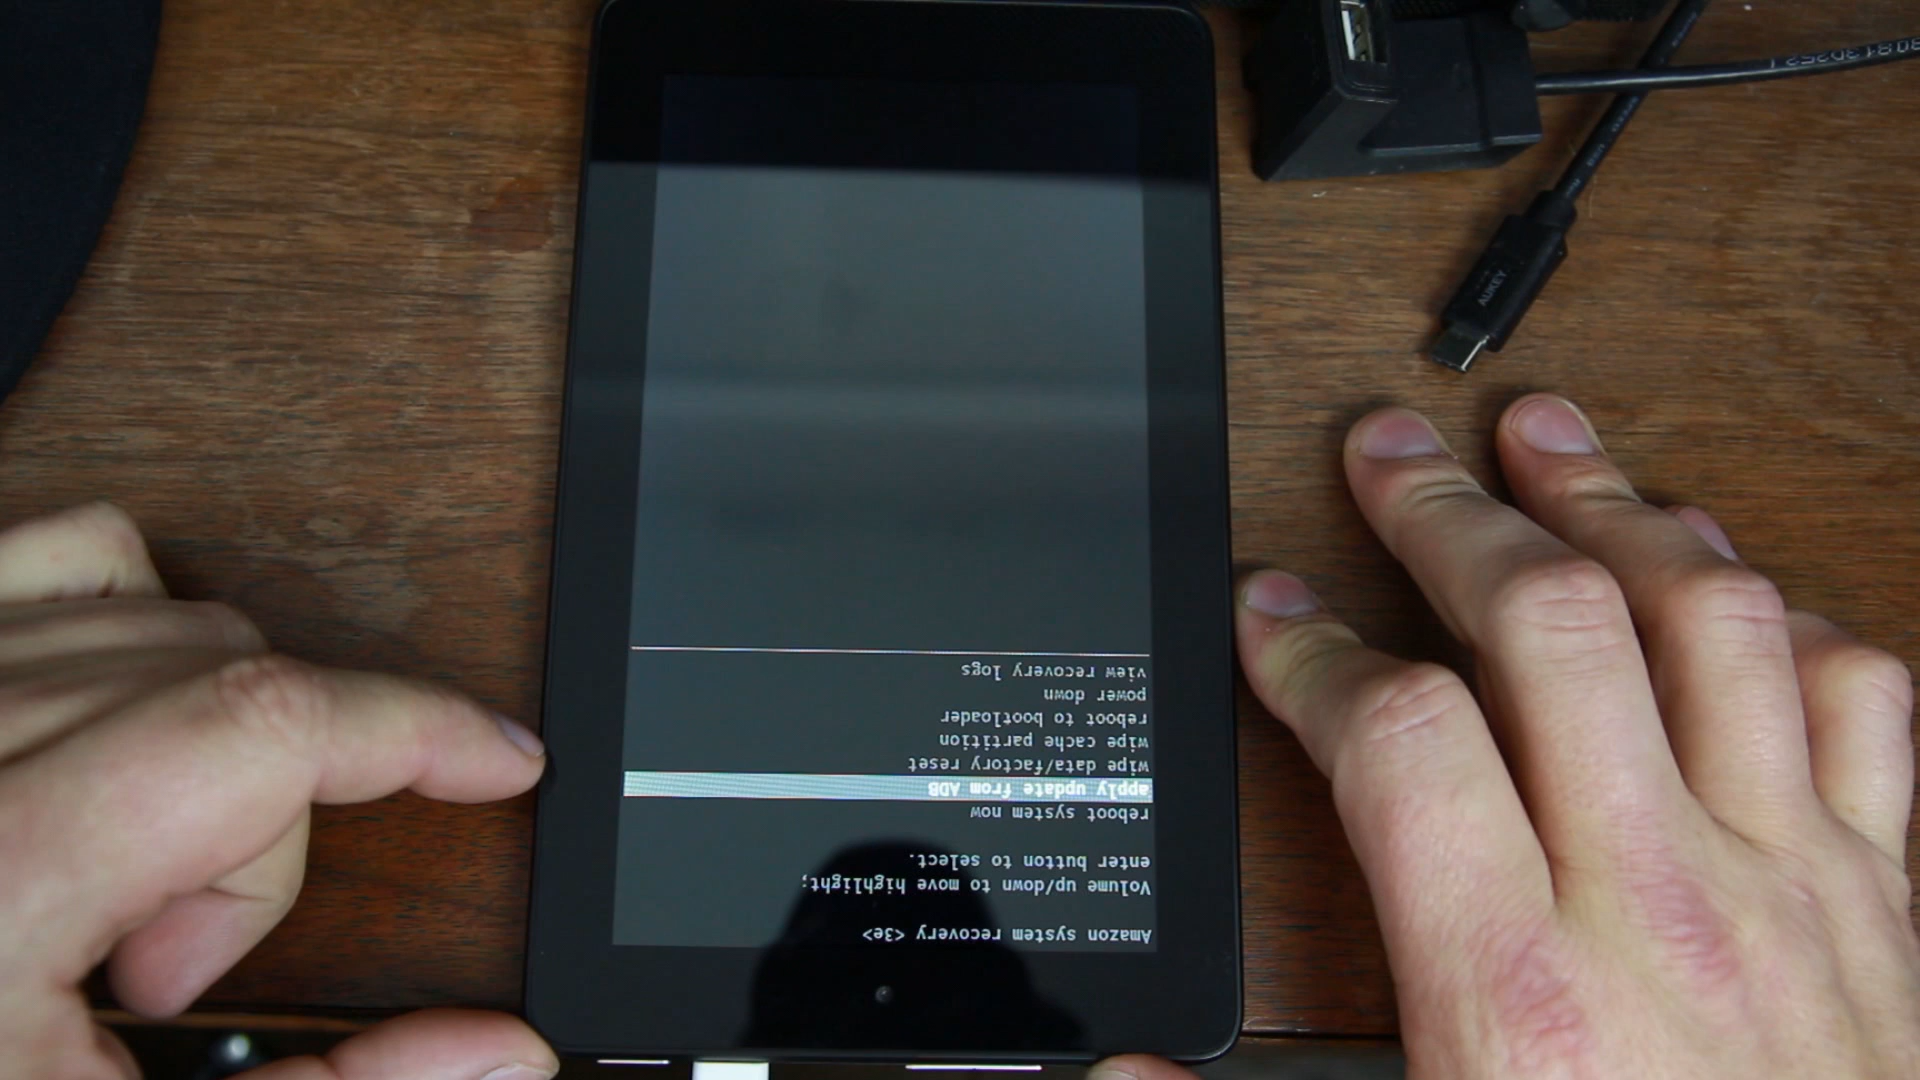 Amazon system recovery <3e>
Volume up/down to move highlight;
enter button to select.
reboot system now
apply update from ADB
wipe data/factory reset
wipe cache partition
reboot to bootloader
power down
view recovery logs
AUKEY